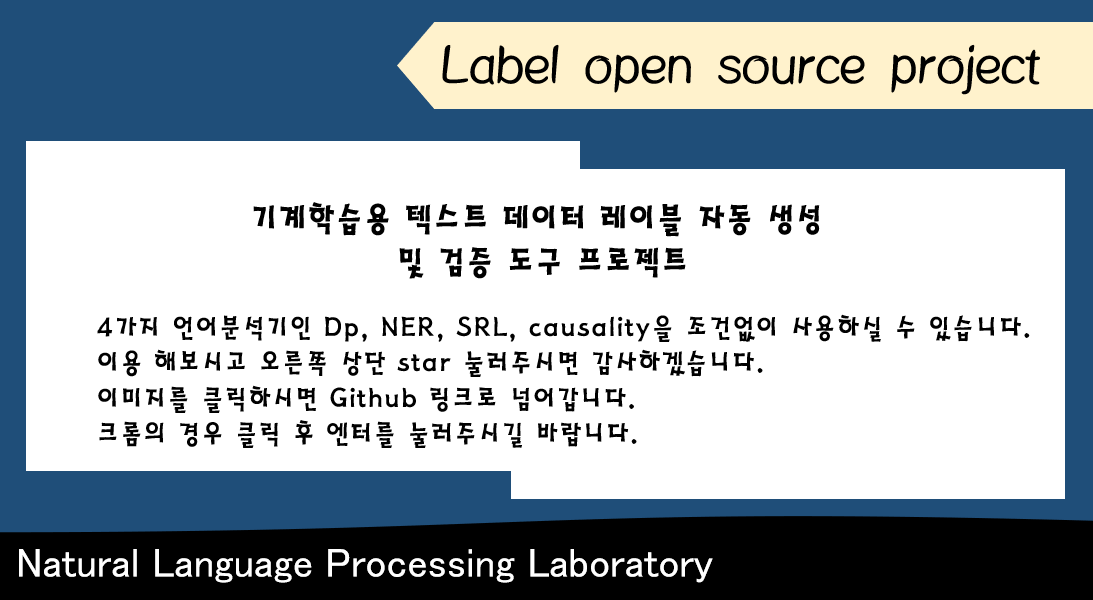 Label open source project
기계학습용 텍스트 데이터 레이블 자동 생성
및 검증 도구 프로젝트
4가지 언어분석기인 Dp, NER, SRL, causality을 조건없이 사용하실 수 있습니다.
이용 해보시고 오른쪽 상단 star 눌러주시면 감사하겠습니다.
이미지를 클릭하시면 Github 링크로 넘어갑니다.
크롬의 경우 클릭 후 엔터를 눌러주시길 바랍니다.
Natural Language Processing Laboratory